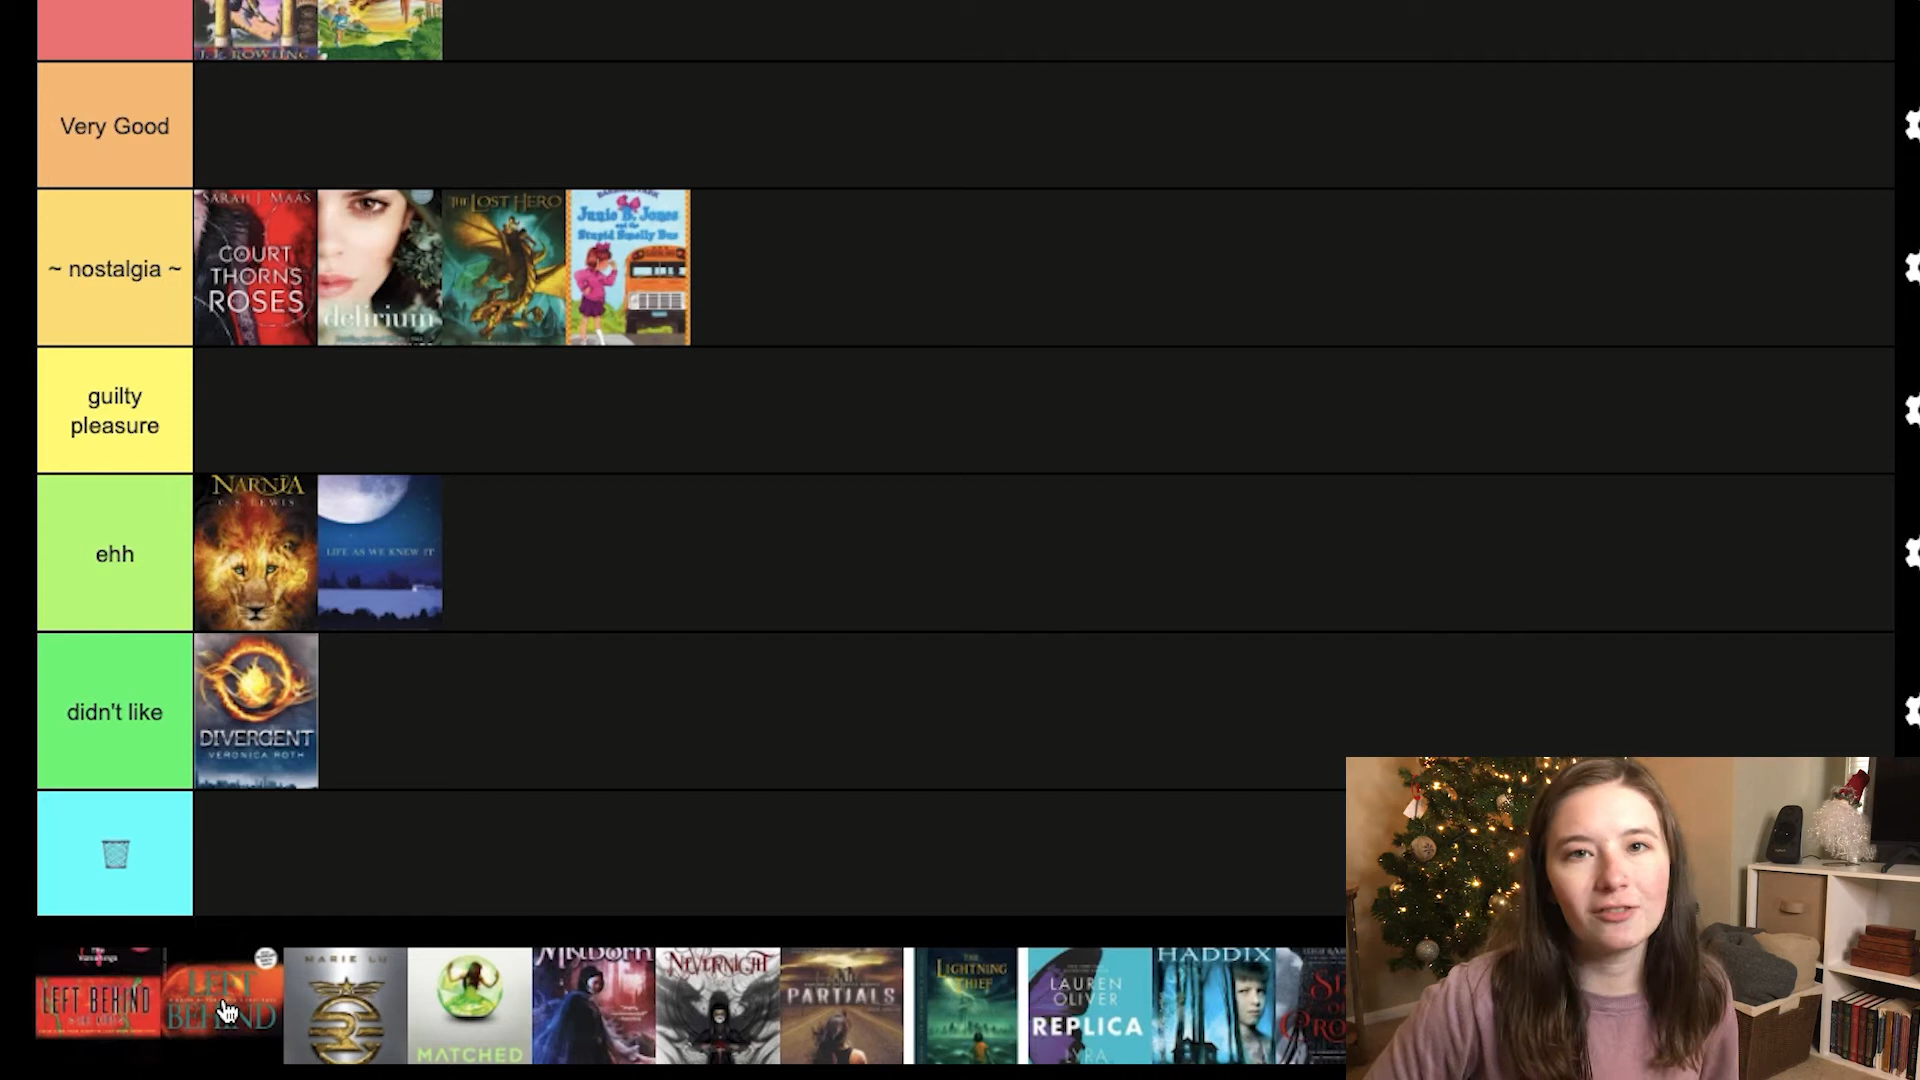 J. K. ROWLING
Very Good
~ nostalgia ~
SARAH J MAAS
COURT
THORNS
ROSES
delirium
THE LOST HERO
Junie B. Jones
and the
Stupid Smelly Bus
guilty
pleasure
ehh
NARNIA
C. S. LEWIS
LIFE AS WE KNEW IT
didn't like
DIVERGENT
VERONICA ROTH
LEFT BEHIND
LEFT
BEHIND
MARIE LU
MATCHED
NEVERNIGHT
PARTIALS
THE
LIGHTNING
THIEF
LAUREN
OLIVER
REPLICA
LYRA
HADDIX